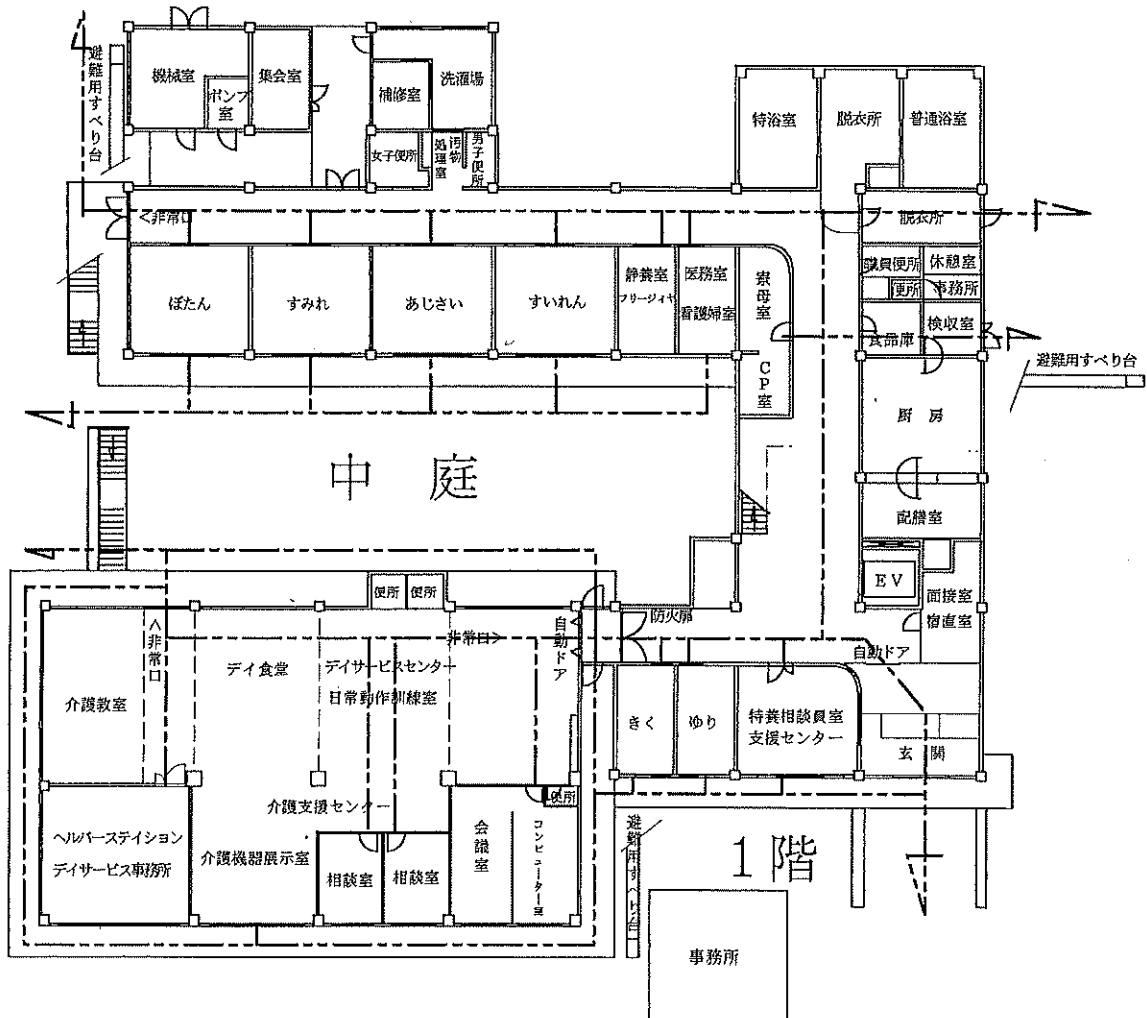 避難用すべり台
機械室
ポンプ室
集会室
補修室
洗濯場
女子便所
汚物処理室
男子便所
特浴室
脱衣所
普通浴室
<非常口
脱衣所
職員便所
休憩室
便所
事務所
食品庫
検収室
ぼたん
すみれ
あじさい
すいれん
静養室
フリージィヤ
医務室
看護婦室
寮母室
CP室
避難用すべり台
厨房
中庭
配膳室
EV
面接室
宿直室
便所
便所
防火扉
自動ドア
<非常口
非常口>
自動ドア
デイ食堂
デイサービスセンター
日常動作訓練室
介護教室
きく
ゆり
特養相談員室
支援センター
玄関
介護支援センター
便所
ヘルパーステイション
デイサービス事務所
介護機器展示室
相談室
相談室
会議室
コンピューター室
避難用すべり台
1階
事務所